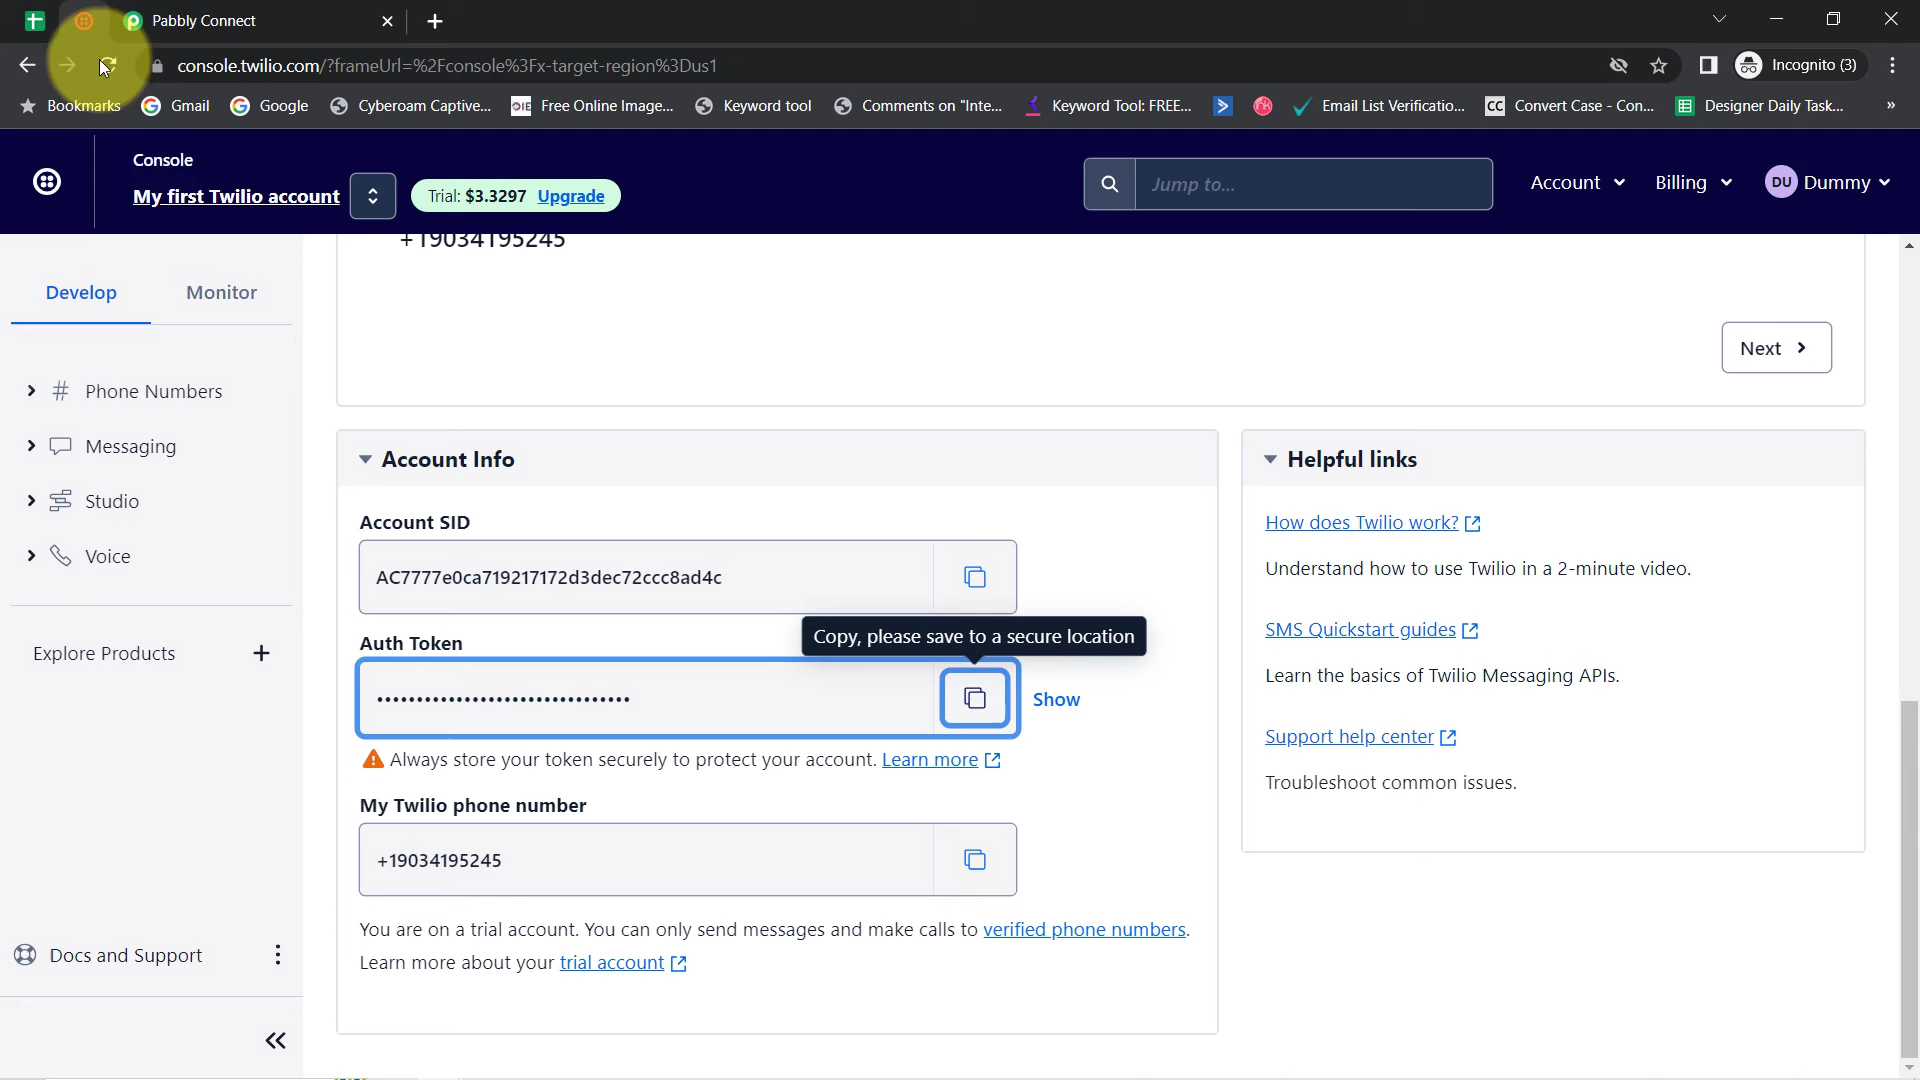 Pabbly Connect
console.twilio.com/?frameUrl=%2Fconsole%3Fx-target-region%3Dus1
Incognito (3)
Bookmarks
Gmail
Google
Cyberoam Captive...
Free Online Image...
Keyword tool
Comments on "Inte...
Keyword Tool: FREE...
Email List Verificatio...
CC
Convert Case - Con...
Designer Daily Task...
»
Console
My first Twilio account
Trial: $3.3297 Upgrade
Jump to...
Account
Billing
DU
Dummy
Develop
Monitor
Phone Numbers
Messaging
Studio
Voice
Explore Products
Docs and Support
+19034195245
Next
Account Info
Account SID
AC7777e0ca719217172d3dec72ccc8ad4c
Auth Token
Copy, please save to a secure location
••••••••••••••••••••••••••••••••
Show
Always store your token securely to protect your account. Learn more
My Twilio phone number
+19034195245
You are on a trial account. You can only send messages and make calls to verified phone numbers.
Learn more about your trial account
Helpful links
How does Twilio work?
Understand how to use Twilio in a 2-minute video.
SMS Quickstart guides
Learn the basics of Twilio Messaging APIs.
Support help center
Troubleshoot common issues.